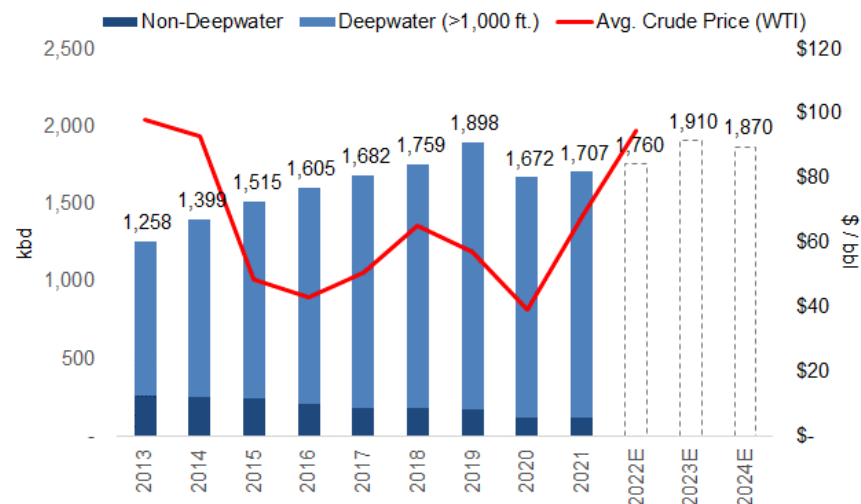 Non-Deepwater Deepwater (>1,000 ft.) Avg. Crude Price (WTI)
2,500 $120
2,000 $100
1,500 $80
1,000 $60
500 $40
- $20
$-
kbd
$ / bbl
1,258 1,399 1,515 1,605 1,682 1,759 1,898 1,672 1,707 1,760 1,910 1,870
2013 2014 2015 2016 2017 2018 2019 2020 2021 2022E 2023E 2024E